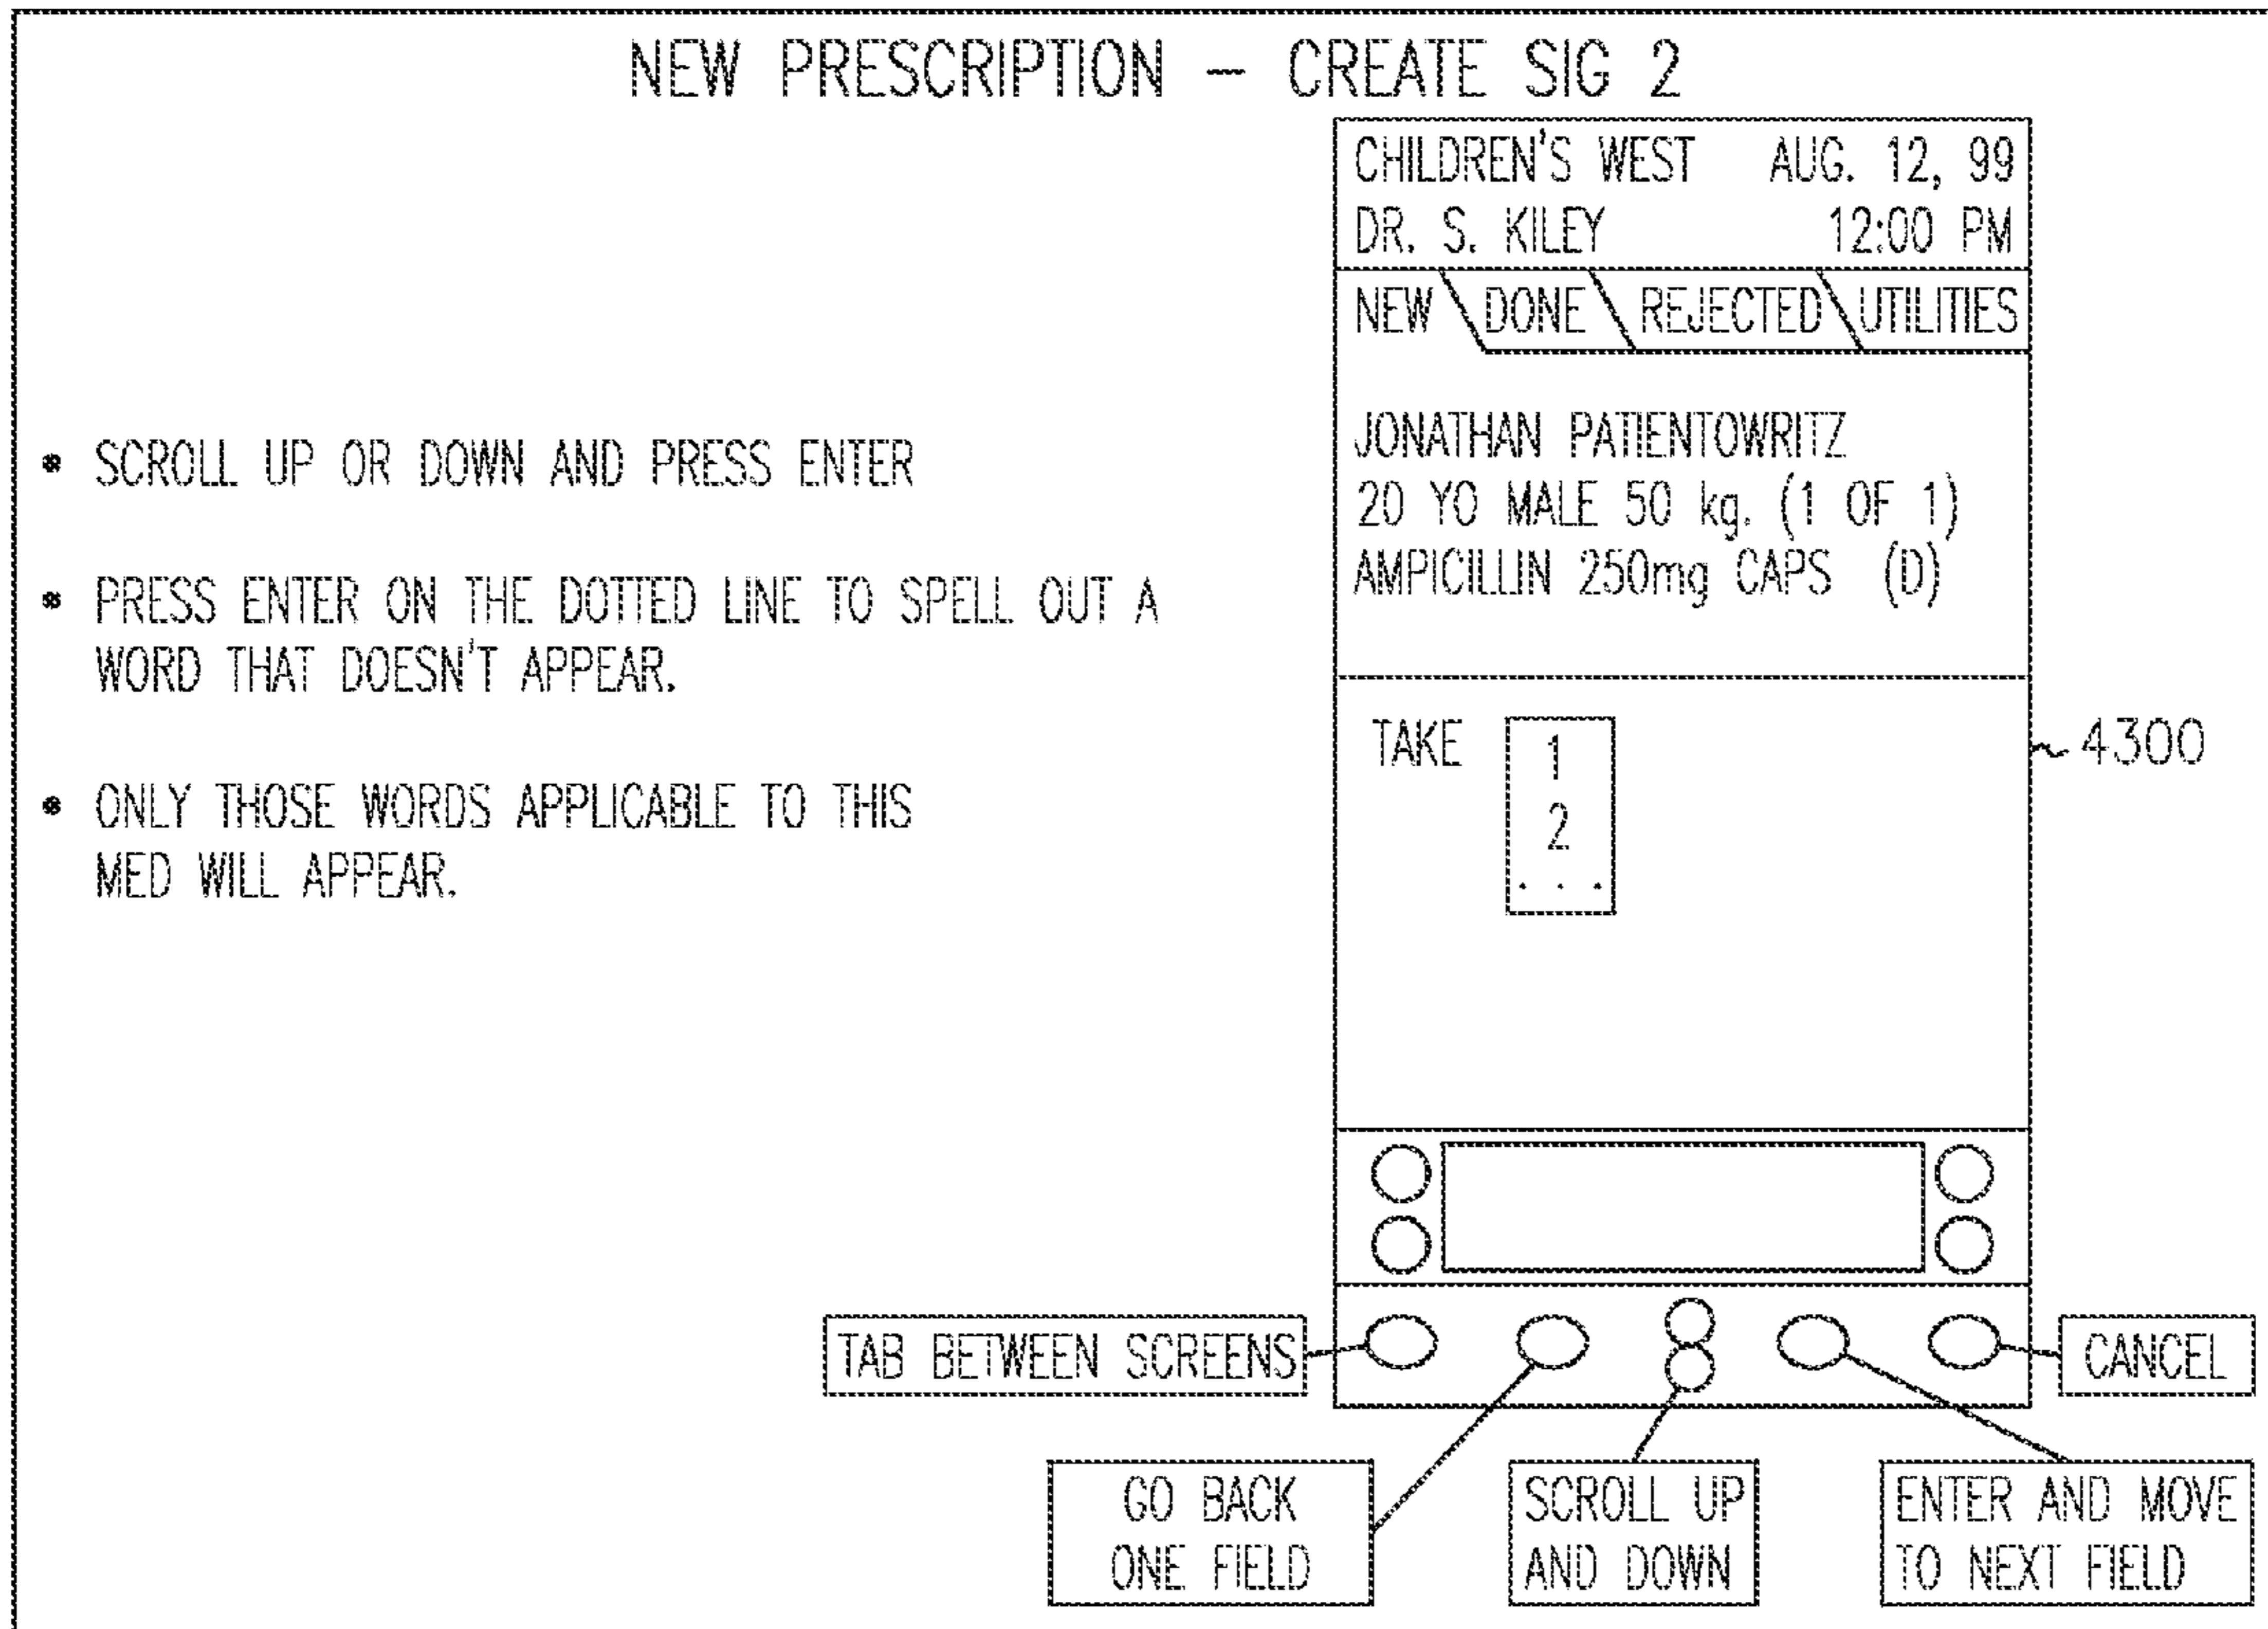 NEW PRESCRIPTION – CREATE SIG 2
CHILDREN'S WEST AUG. 12, 99
DR. S. KILEY 12:00 PM
NEW DONE REJECTED UTILITIES
JONATHAN PATIENTOWRITZ
20 YO MALE 50 kg. (1 OF 1)
AMPICILLIN 250mg CAPS (D)
* SCROLL UP OR DOWN AND PRESS ENTER
* PRESS ENTER ON THE DOTTED LINE TO SPELL OUT A
WORD THAT DOESN'T APPEAR.
* ONLY THOSE WORDS APPLICABLE TO THIS
MED WILL APPEAR.
TAKE 1
2
. . .
4300
TAB BETWEEN SCREENS
CANCEL
GO BACK
ONE FIELD
SCROLL UP
AND DOWN
ENTER AND MOVE
TO NEXT FIELD